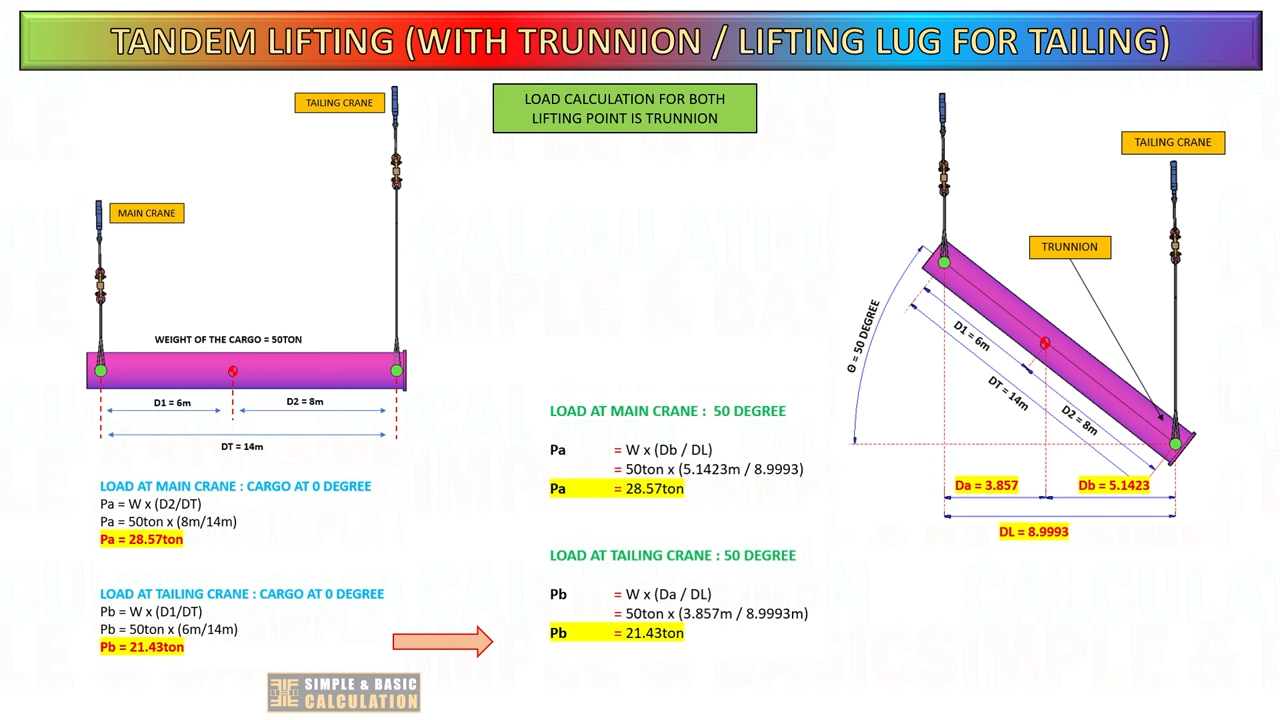 TANDEM LIFTING (WITH TRUNNION / LIFTING LUG FOR TAILING)
LOAD CALCULATION FOR BOTH
LIFTING POINT IS TRUNNION
TAILING CRANE
MAIN CRANE
WEIGHT OF THE CARGO = 50TON
D1 = 6m
D2 = 8m
DT = 14m
LOAD AT MAIN CRANE : CARGO AT 0 DEGREE
Pa = W x (D2/DT)
Pa = 50ton x (8m/14m)
Pa = 28.57ton
LOAD AT TAILING CRANE : CARGO AT 0 DEGREE
Pb = W x (D1/DT)
Pb = 50ton x (6m/14m)
Pb = 21.43ton
LOAD AT MAIN CRANE : 50 DEGREE
Pa = W x (Db / DL)
= 50ton x (5.1423m / 8.9993)
Pa = 28.57ton
LOAD AT TAILING CRANE : 50 DEGREE
Pb = W x (Da / DL)
= 50ton x (3.857m / 8.9993m)
Pb = 21.43ton
TAILING CRANE
TRUNNION
Θ = 50 DEGREE
D1 = 6m
DT = 14m
D2 = 8m
Da = 3.857
Db = 5.1423
DL = 8.9993
SIMPLE & BASIC
CALCULATION